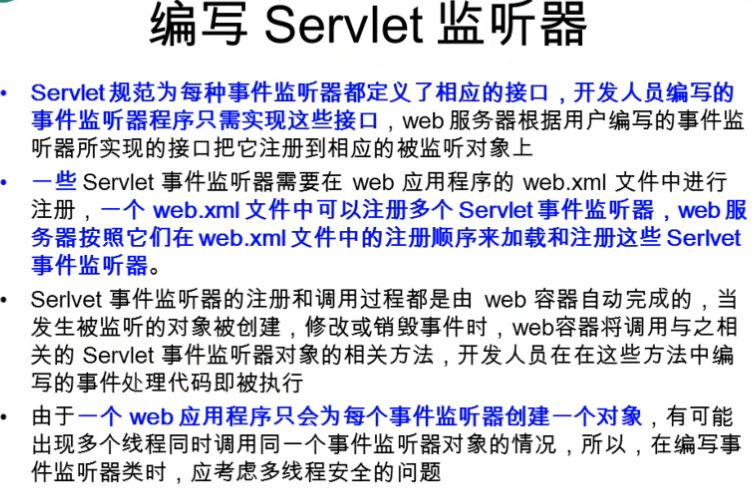 编写 Servlet 监听器
• Servlet 规范为每种事件监听器都定义了相应的接口，开发人员编写的
事件监听器程序只需实现这些接口，web 服务器根据用户编写的事件监
听器所实现的接口把它注册到相应的被监听对象上
• 一些 Servlet 事件监听器需要在 web 应用程序的 web.xml 文件中进行
注册，一个 web.xml 文件中可以注册多个 Servlet 事件监听器，web 服
务器按照它们在 web.xml 文件中的注册顺序来加载和注册这些 Serlvet
事件监听器。
• Serlvet 事件监听器的注册和调用过程都是由 web 容器自动完成的，当
发生被监听的对象被创建，修改或销毁事件时，web容器将调用与之相
关的 Servlet 事件监听器对象的相关方法，开发人员在在这些方法中编
写的事件处理代码即被执行
• 由于一个 web 应用程序只会为每个事件监听器创建一个对象，有可能
出现多个线程同时调用同一个事件监听器对象的情况，所以，在编写事
件监听器类时，应考虑多线程安全的问题